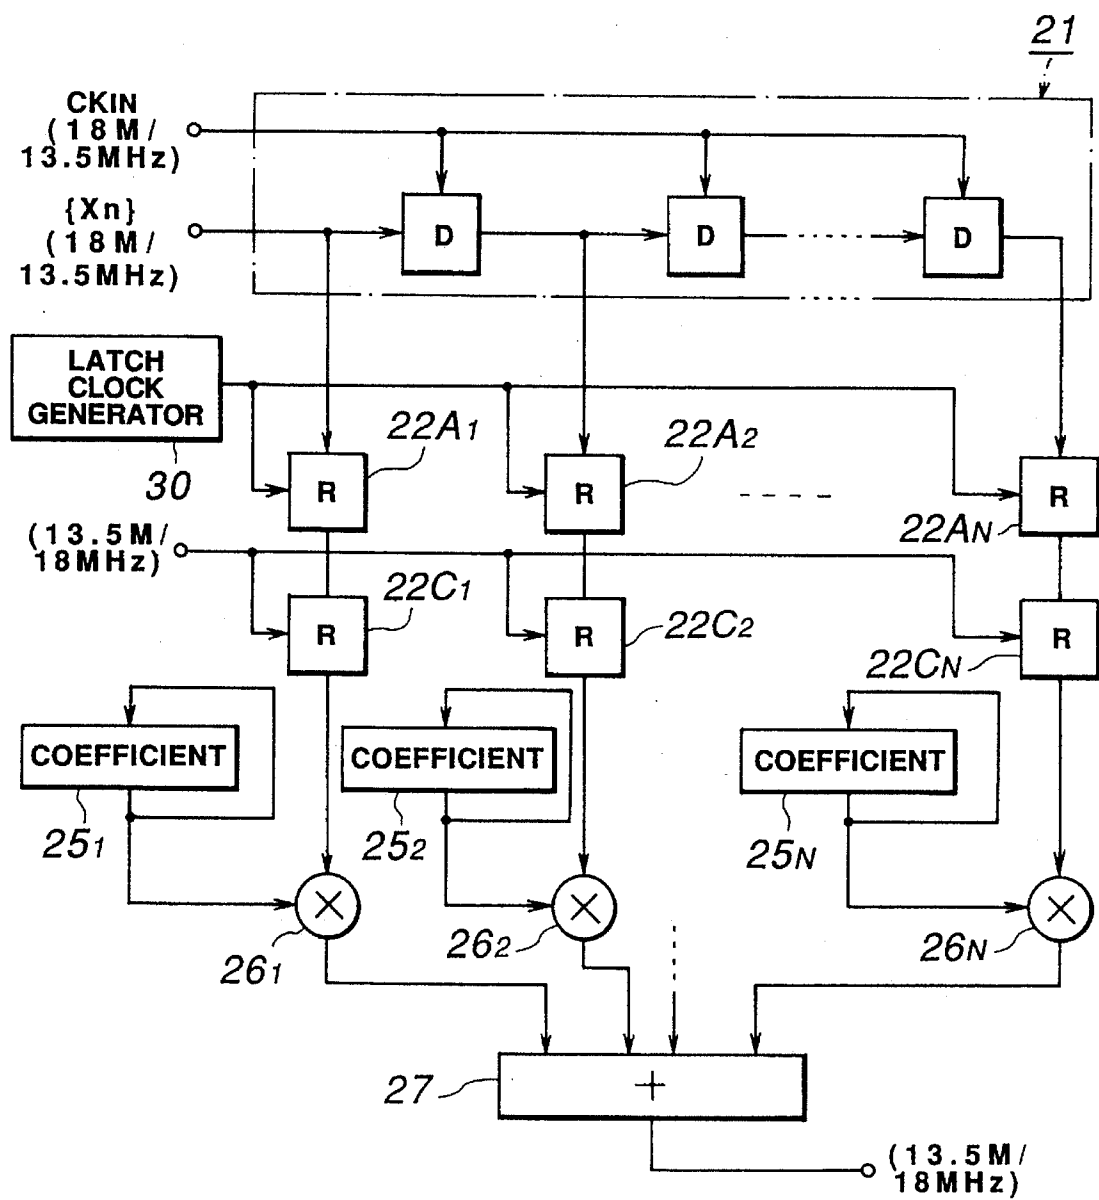 21
CKIN
(18M/
13.5MHz)
{Xn}
(18M/
13.5MHz)
D
D
D
LATCH
CLOCK
GENERATOR
30
22A1
22A2
R
R
R
22AN
(13.5M/
18MHz)
22C1
22C2
R
R
R
22CN
COEFFICIENT
COEFFICIENT
COEFFICIENT
251
252
25N
261
262
26N
27
+
(13.5M/
18MHz)